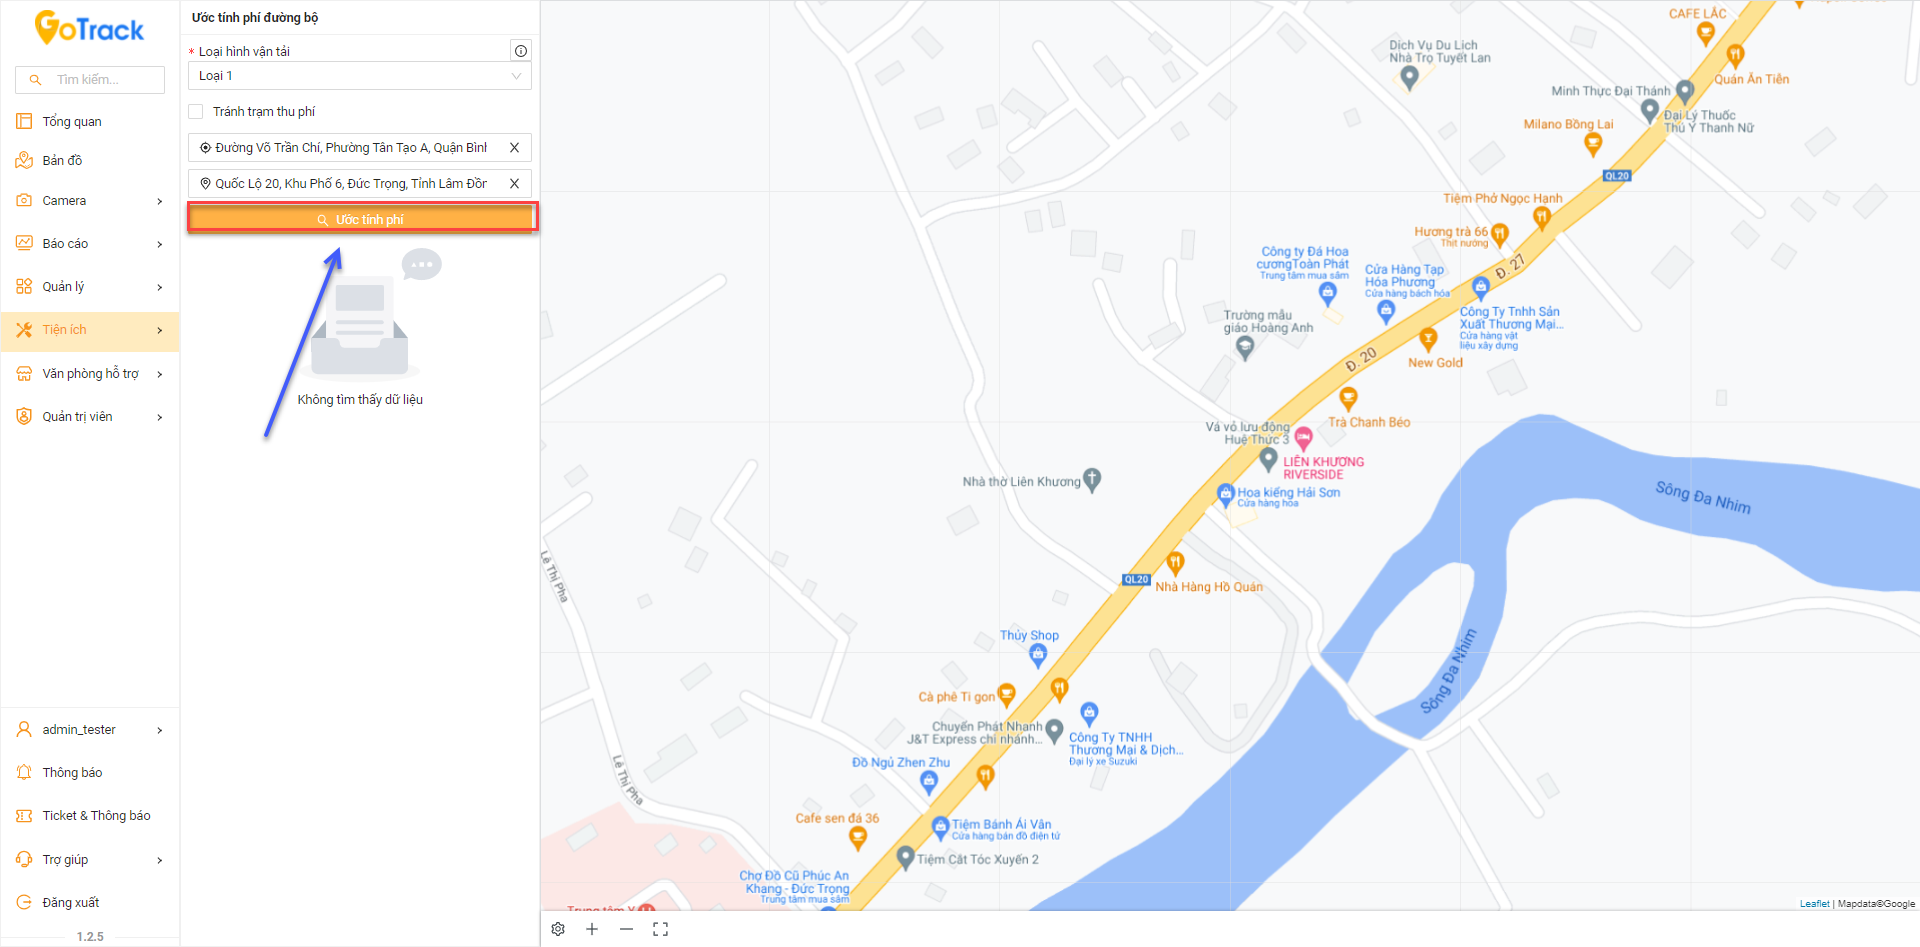 GoTrack
Tìm kiếm...
Tổng quan
Bản đồ
Camera
Báo cáo
Quản lý
Tiện ích
Văn phòng hỗ trợ
Quản trị viên
admin_tester
Thông báo
Ticket & Thông báo
Trợ giúp
Đăng xuất
1.2.5
Ước tính phí đường bộ
* Loại hình vận tải
Loại 1
Tránh trạm thu phí
Đường Võ Trần Chí, Phường Tân Tạo A, Quận Bình
Quốc Lộ 20, Khu Phố 6, Đức Trọng, Tỉnh Lâm Đồn
Ước tính phí
Không tìm thấy dữ liệu
CAFE LẮC
Dịch Vụ Du Lịch
Nhà Trọ Tuyết Lan
Quán Ăn Tiễn
Minh Thực Đại Thánh
Đại Lý Thuốc
Thú Y Thanh Nữ
Milano Bồng Lai
QL20
Tiệm Phở Ngọc Hạnh
Hương trà 66
Thịt nướng
Đ. 27
Công ty Đá Hoa
cươngToàn Phát
Trung tâm mua sắm
Cửa Hàng Tạp
Hóa Phương
Cửa hàng bách hóa
Công Ty Tnhh Sản
Xuất Thương Mại...
Cửa hàng vật
liệu xây dựng
Trường mẫu
giáo Hoàng Anh
Đ. 20
New Gold
Trà Chanh Béo
Vá vỏ lưu động
Huệ Thức 3
LIÊN KHƯƠNG
RIVERSIDE
Nhà thờ Liên Khương
Hoa kiểng Hải Sơn
Cửa hàng hoa
Sông Đa Nhim
Lê Thị Pha
QL20
Nhà Hàng Hồ Quán
Thủy Shop
Sông Đa Nhim
Cà phê Ti gon
Chuyển Phát Nhanh
J&T Express chi nhánh...
Công Ty TNHH
Thương Mại & Dịch...
Đại lý xe Suzuki
Đồ Ngủ Zhen Zhu
Lê Thị Pha
Cafe sen đá 36
Tiệm Bánh Ái Vân
Cửa hàng bán đồ điện tử
Tiệm Cắt Tóc Xuyến 2
Chợ Đồ Cũ Phúc An
Khang - Đức Trọng
Trung tâm mua sắm
Trung tâm Y
Leaflet | Mapdata©Google